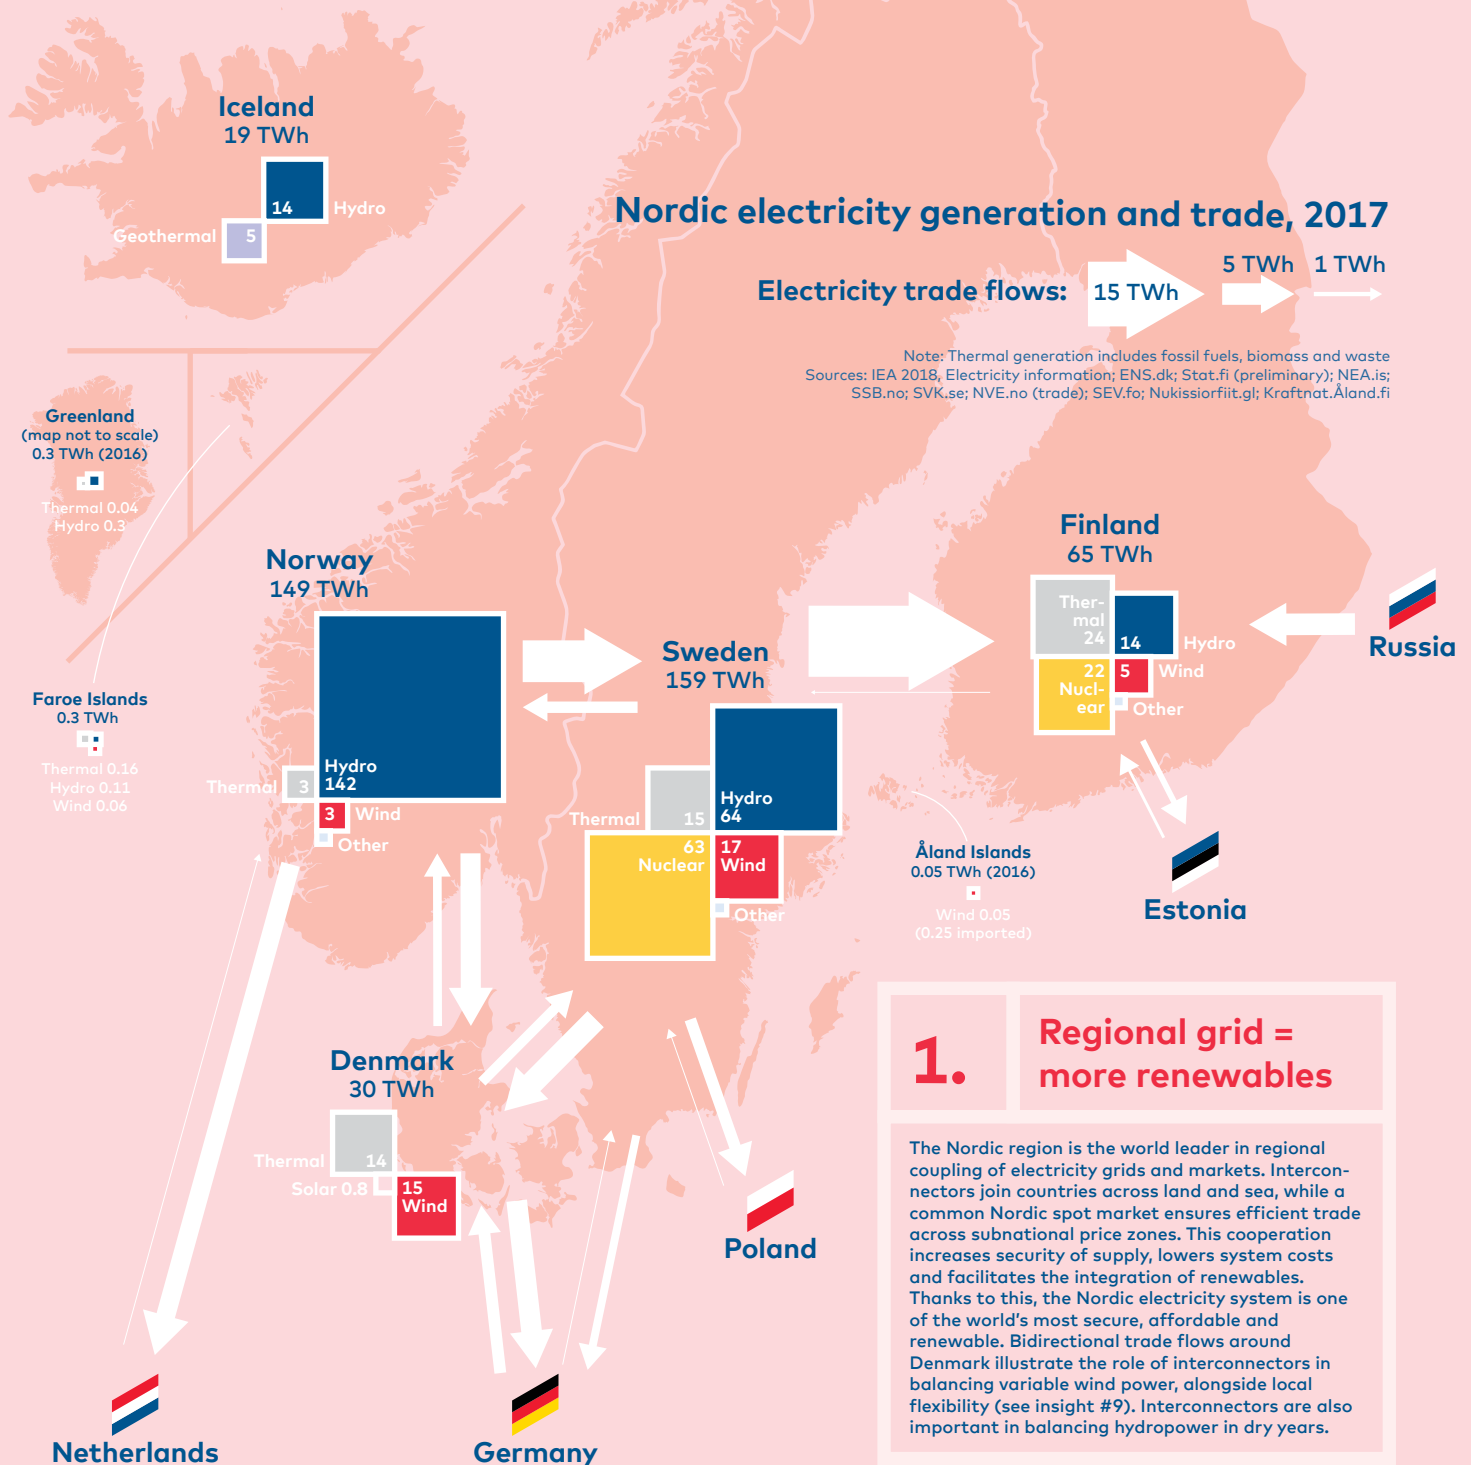 Iceland
19 TWh
14
Hydro
Geothermal
5
Nordic electricity generation and trade, 2017
Electricity trade flows:
15 TWh
5 TWh
1 TWh
Note: Thermal generation includes fossil fuels, biomass and waste
Sources: IEA 2018, Electricity information; ENS.dk; Stat.fi (preliminary); NEA.is;
SSB.no; SVK.se; NVE.no (trade); SEV.fo; Nukissiorfiit.gl; Kraftnat.Åland.fi
Greenland
(map not to scale)
0.3 TWh (2016)
Thermal 0.04
Hydro 0.3
Faroe Islands
0.3 TWh
Thermal 0.16
Hydro 0.11
Wind 0.06
Norway
149 TWh
Hydro
142
Thermal
3
3
Wind
Other
Sweden
159 TWh
Hydro
64
Thermal
15
63
Nuclear
17
Wind
Other
Finland
65 TWh
Ther-
mal
24
14
Hydro
22
Nucl-
ear
5
Wind
Other
Russia
Åland Islands
0.05 TWh (2016)
Wind 0.05
(0.25 imported)
Estonia
Denmark
30 TWh
Thermal
14
Solar 0.8
15
Wind
Poland
Netherlands
Germany
1.
Regional grid =
more renewables
The Nordic region is the world leader in regional
coupling of electricity grids and markets. Intercon-
nectors join countries across land and sea, while a
common Nordic spot market ensures efficient trade
across subnational price zones. This cooperation
increases security of supply, lowers system costs
and facilitates the integration of renewables.
Thanks to this, the Nordic electricity system is one
of the world's most secure, affordable and
renewable. Bidirectional trade flows around
Denmark illustrate the role of interconnectors in
balancing variable wind power, alongside local
flexibility (see insight #9). Interconnectors are also
important in balancing hydropower in dry years.